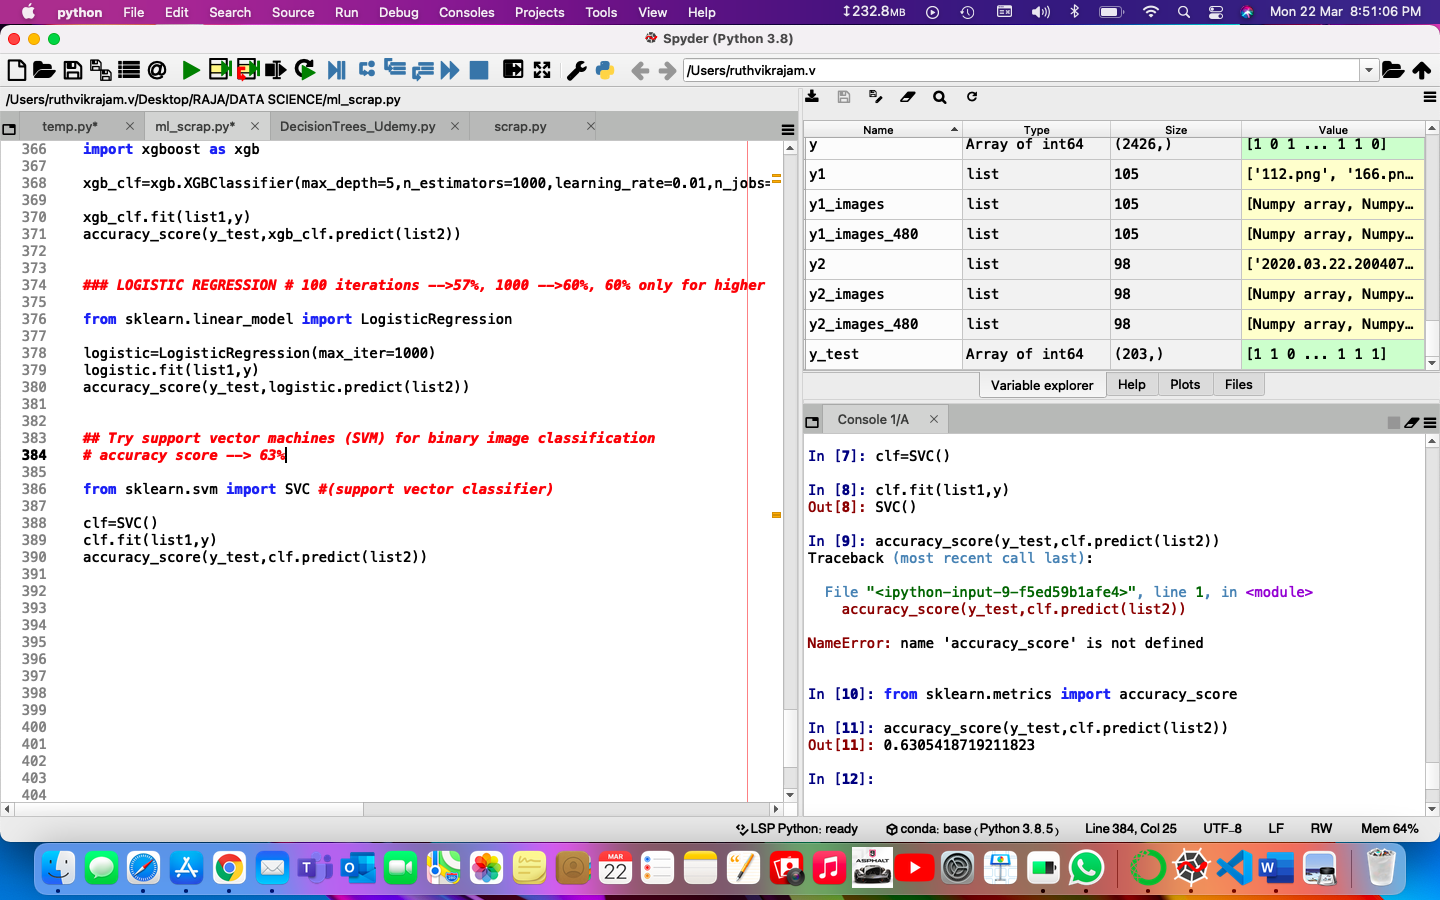 python File Edit Search Source Run Debug Consoles Projects Tools View Help 232.8MB Mon 22 Mar 8:51:06 PM
Spyder (Python 3.8)
/Users/ruthvikrajam.v
/Users/ruthvikrajam.v/Desktop/RAJA/DATA SCIENCE/ml_scrap.py
temp.py* ml_scrap.py* DecisionTrees_Udemy.py scrap.py
366 import xgboost as xgb
367
368 xgb_clf=xgb.XGBClassifier(max_depth=5,n_estimators=1000,learning_rate=0.01,n_jobs=
369
370 xgb_clf.fit(list1,y)
371 accuracy_score(y_test,xgb_clf.predict(list2))
372
373
374 ### LOGISTIC REGRESSION # 100 iterations -->57%, 1000 -->60%, 60% only for higher
375
376 from sklearn.linear_model import LogisticRegression
377
378 logistic=LogisticRegression(max_iter=1000)
379 logistic.fit(list1,y)
380 accuracy_score(y_test,logistic.predict(list2))
381
382
383 ## Try support vector machines (SVM) for binary image classification
384 # accuracy score --> 63%
385
386 from sklearn.svm import SVC #(support vector classifier)
387
388 clf=SVC()
389 clf.fit(list1,y)
390 accuracy_score(y_test,clf.predict(list2))
391
392
393
394
395
396
397
398
399
400
401
402
403
404
Name Type Size Value
y Array of int64 (2426,) [1 0 1 ... 1 1 0]
y1 list 105 ['112.png', '166.pn...
y1_images list 105 [Numpy array, Numpy...
y1_images_480 list 105 [Numpy array, Numpy...
y2 list 98 ['2020.03.22.200407...
y2_images list 98 [Numpy array, Numpy...
y2_images_480 list 98 [Numpy array, Numpy...
y_test Array of int64 (203,) [1 1 0 ... 1 1 1]
Variable explorer Help Plots Files
Console 1/A
In [7]: clf=SVC()
In [8]: clf.fit(list1,y)
Out[8]: SVC()
In [9]: accuracy_score(y_test,clf.predict(list2))
Traceback (most recent call last):
File "<ipython-input-9-f5ed59b1afe4>", line 1, in <module>
accuracy_score(y_test,clf.predict(list2))
NameError: name 'accuracy_score' is not defined
In [10]: from sklearn.metrics import accuracy_score
In [11]: accuracy_score(y_test,clf.predict(list2))
Out[11]: 0.6305418719211823
In [12]:
LSP Python: ready conda: base (Python 3.8.5) Line 384, Col 25 UTF-8 LF RW Mem 64%
MAR
22
ASPHALT